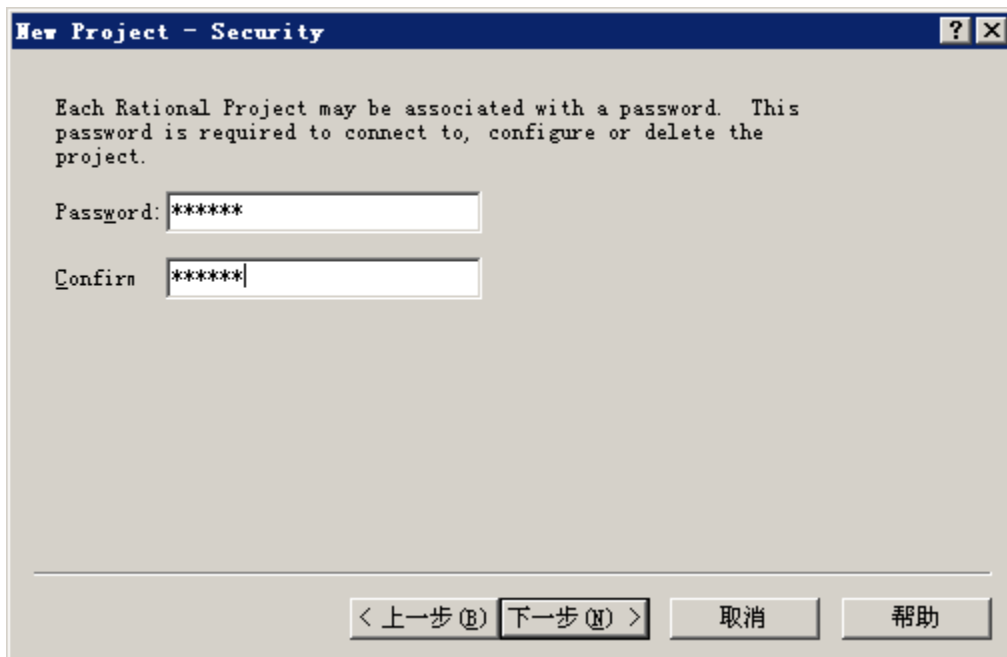 New Project - Security
Each Rational Project may be associated with a password. This
password is required to connect to, configure or delete the
project.
Password: ******
Confirm ******
< 上一步(B) 下一步(N) > 取消 帮助